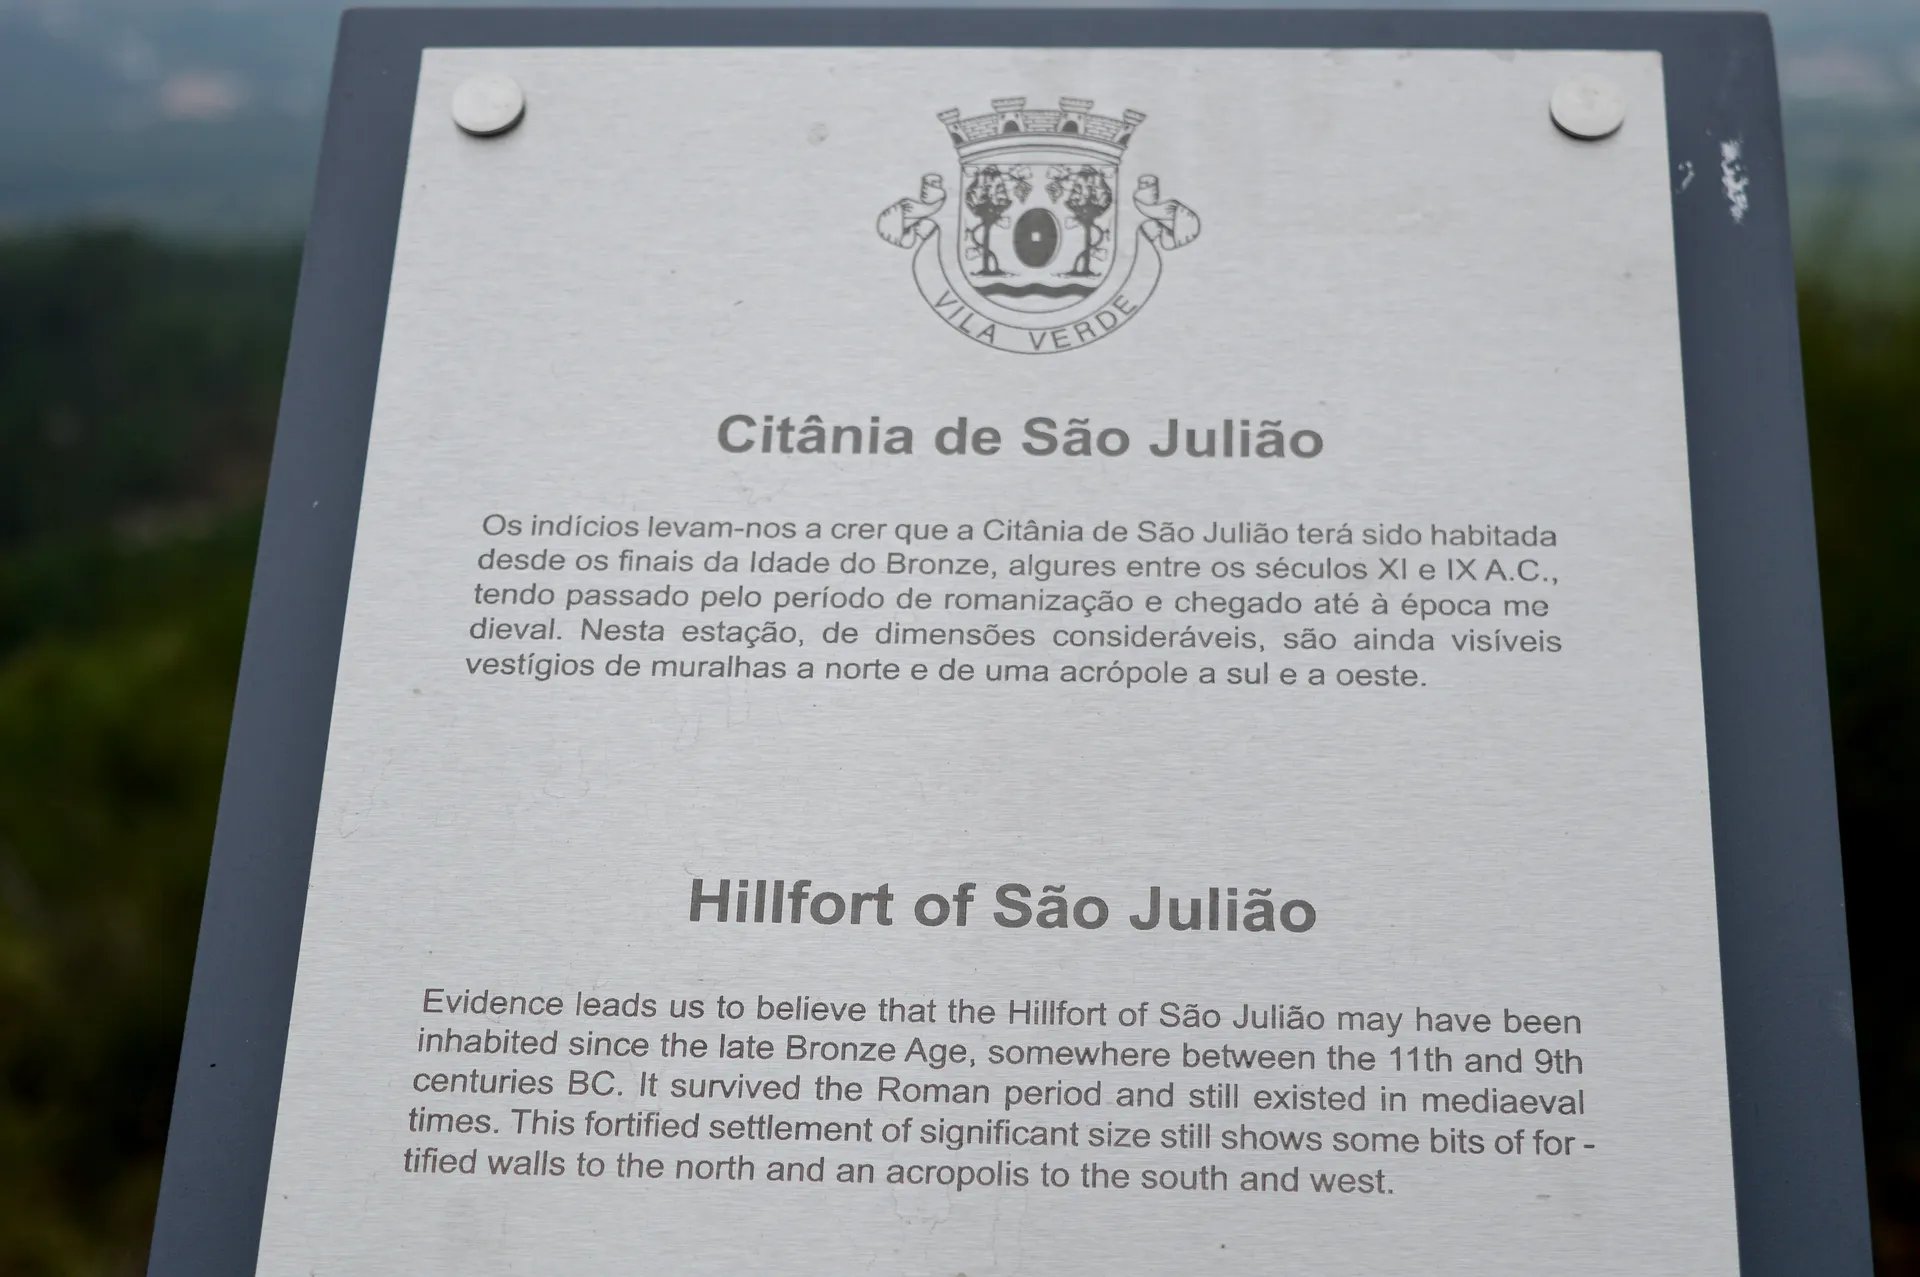 VILA VERDE
Citânia de São Julião
Os indícios levam-nos a crer que a Citânia de São Julião terá sido habitada
desde os finais da Idade do Bronze, algures entre os séculos XI e IX A.C.,
tendo passado pelo período de romanização e chegado até à época me
dieval. Nesta estação, de dimensões consideráveis, são ainda visíveis
vestígios de muralhas a norte e de uma acrópole a sul e a oeste.
Hillfort of São Julião
Evidence leads us to believe that the Hillfort of São Julião may have been
inhabited since the late Bronze Age, somewhere between the 11th and 9th
centuries BC. It survived the Roman period and still existed in mediaeval
times. This fortified settlement of significant size still shows some bits of for -
tified walls to the north and an acropolis to the south and west.